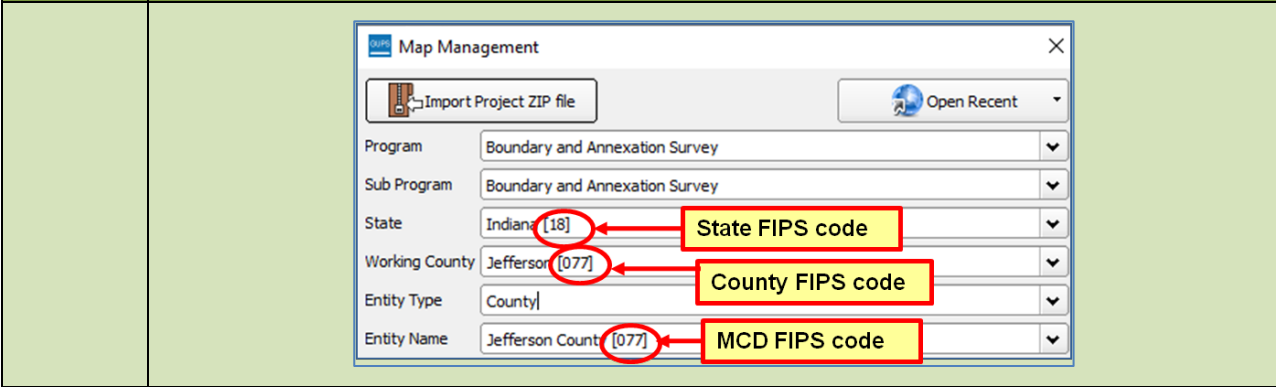 GUPS Map Management
Import Project ZIP file Open Recent
Program Boundary and Annexation Survey
Sub Program Boundary and Annexation Survey
State Indiana [18] State FIPS code
Working County Jefferson [077]
County FIPS code
Entity Type County
Entity Name Jefferson County [077] MCD FIPS code